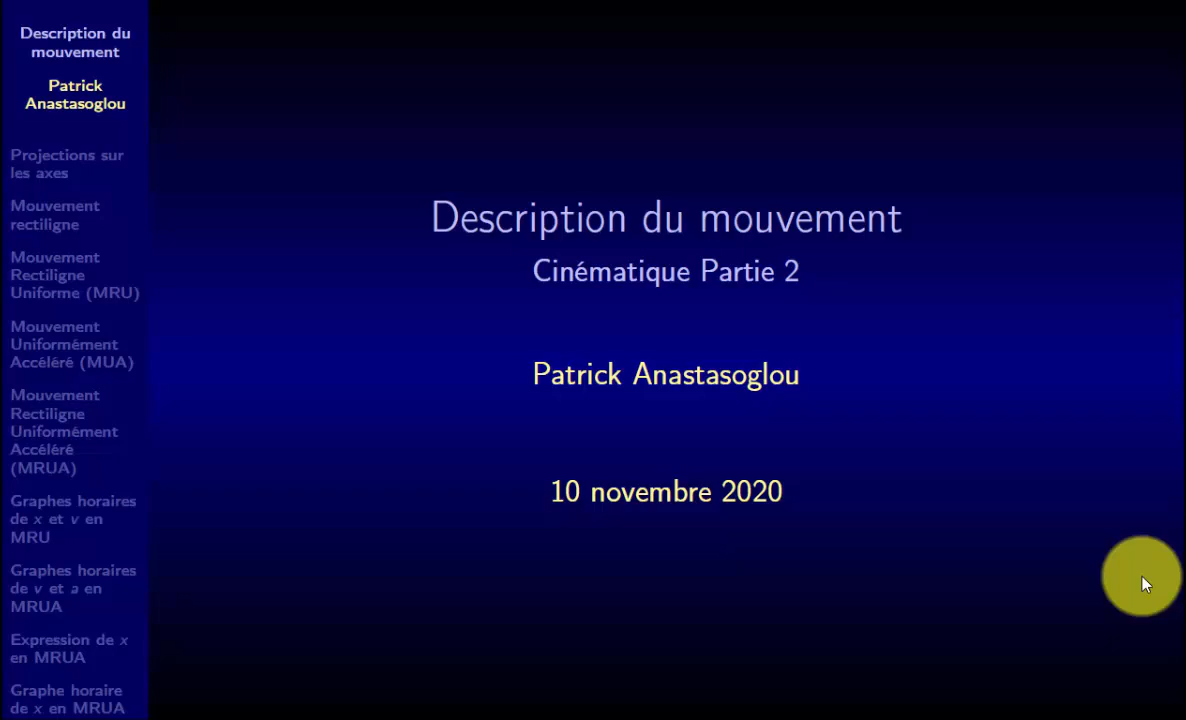 Description du
mouvement
Patrick
Anastasoglou
Projections sur
les axes
Mouvement
rectiligne
Mouvement
Rectiligne
Uniforme (MRU)
Mouvement
Uniformément
Accéléré (MUA)
Mouvement
Rectiligne
Uniformément
Accéléré
(MRUA)
Graphes horaires
de x et v en
MRU
Graphes horaires
de v et a en
MRUA
Expression de x
en MRUA
Graphe horaire
de x en MRUA
Description du mouvement
Cinématique Partie 2
Patrick Anastasoglou
10 novembre 2020